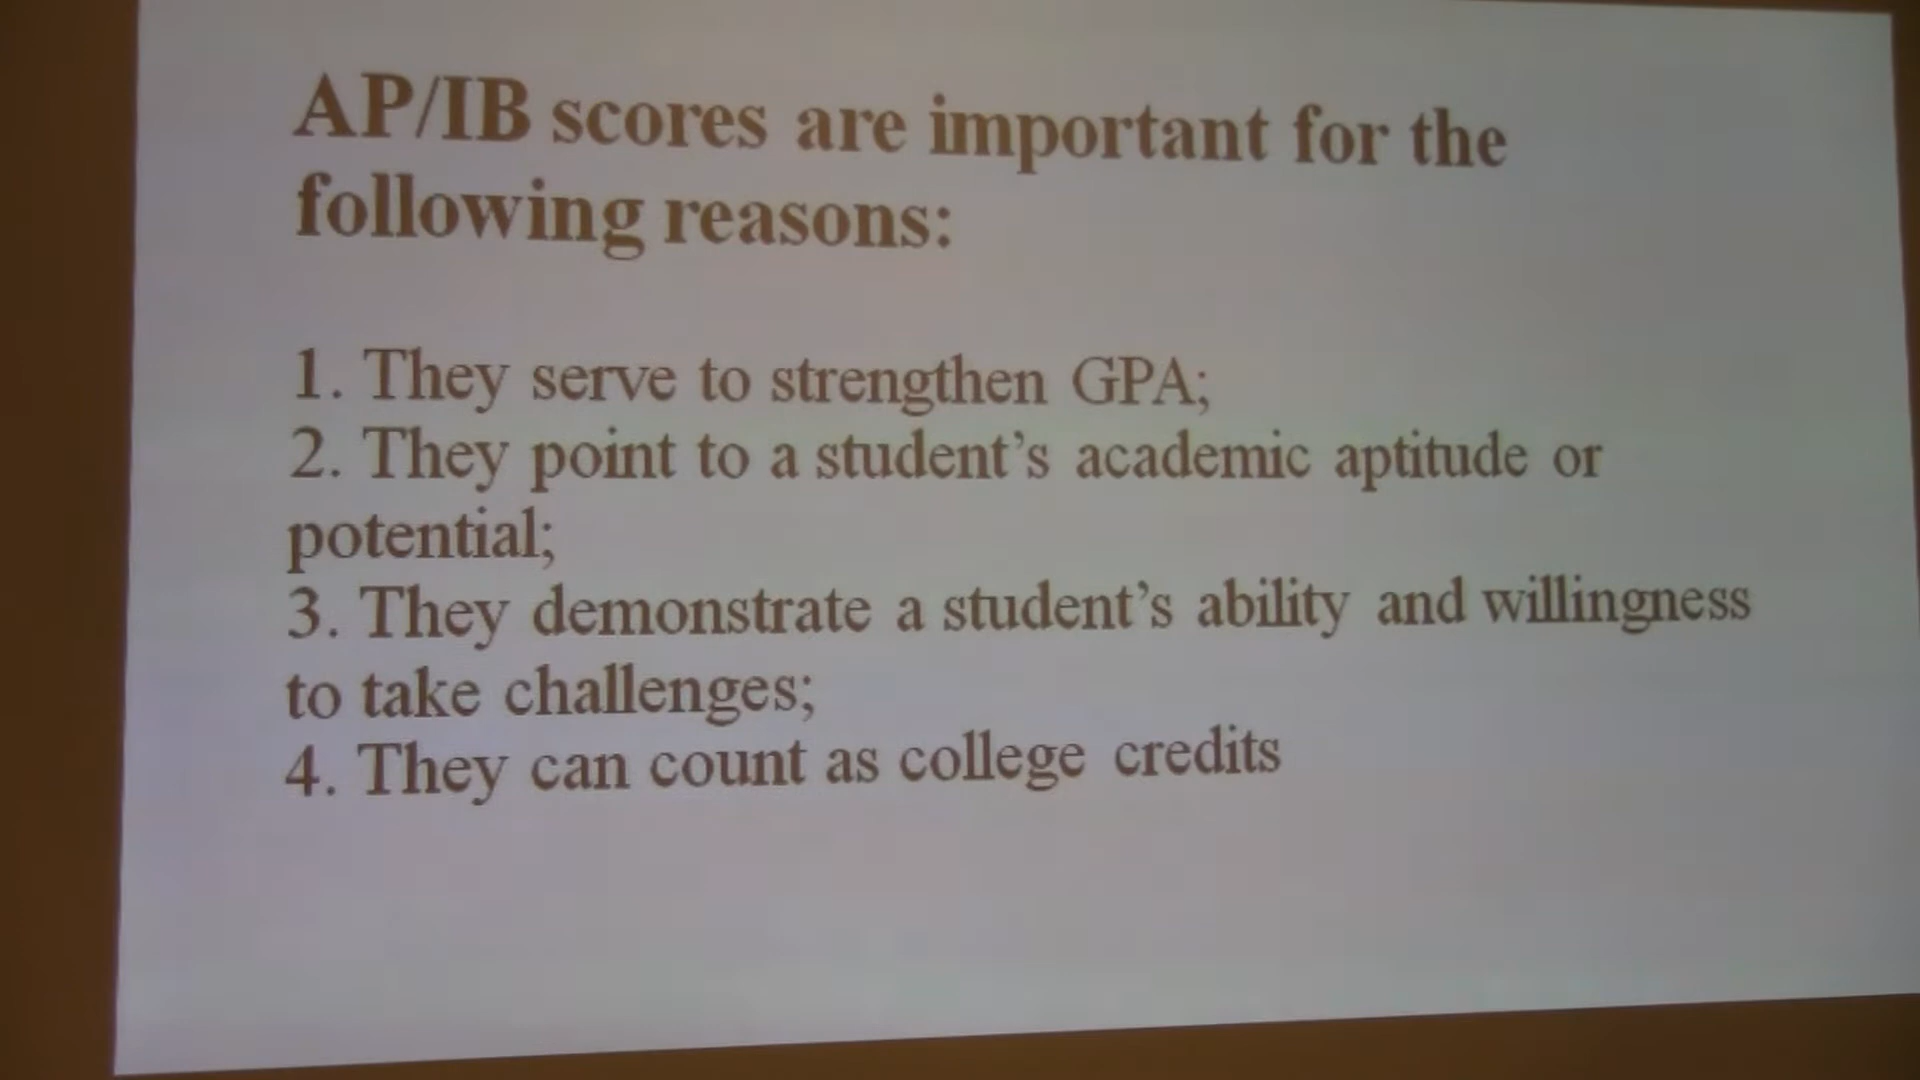 AP/IB scores are important for the
following reasons:
1. They serve to strengthen GPA;
2. They point to a student's academic aptitude or
potential;
3. They demonstrate a student's ability and willingness
to take challenges;
4. They can count as college credits